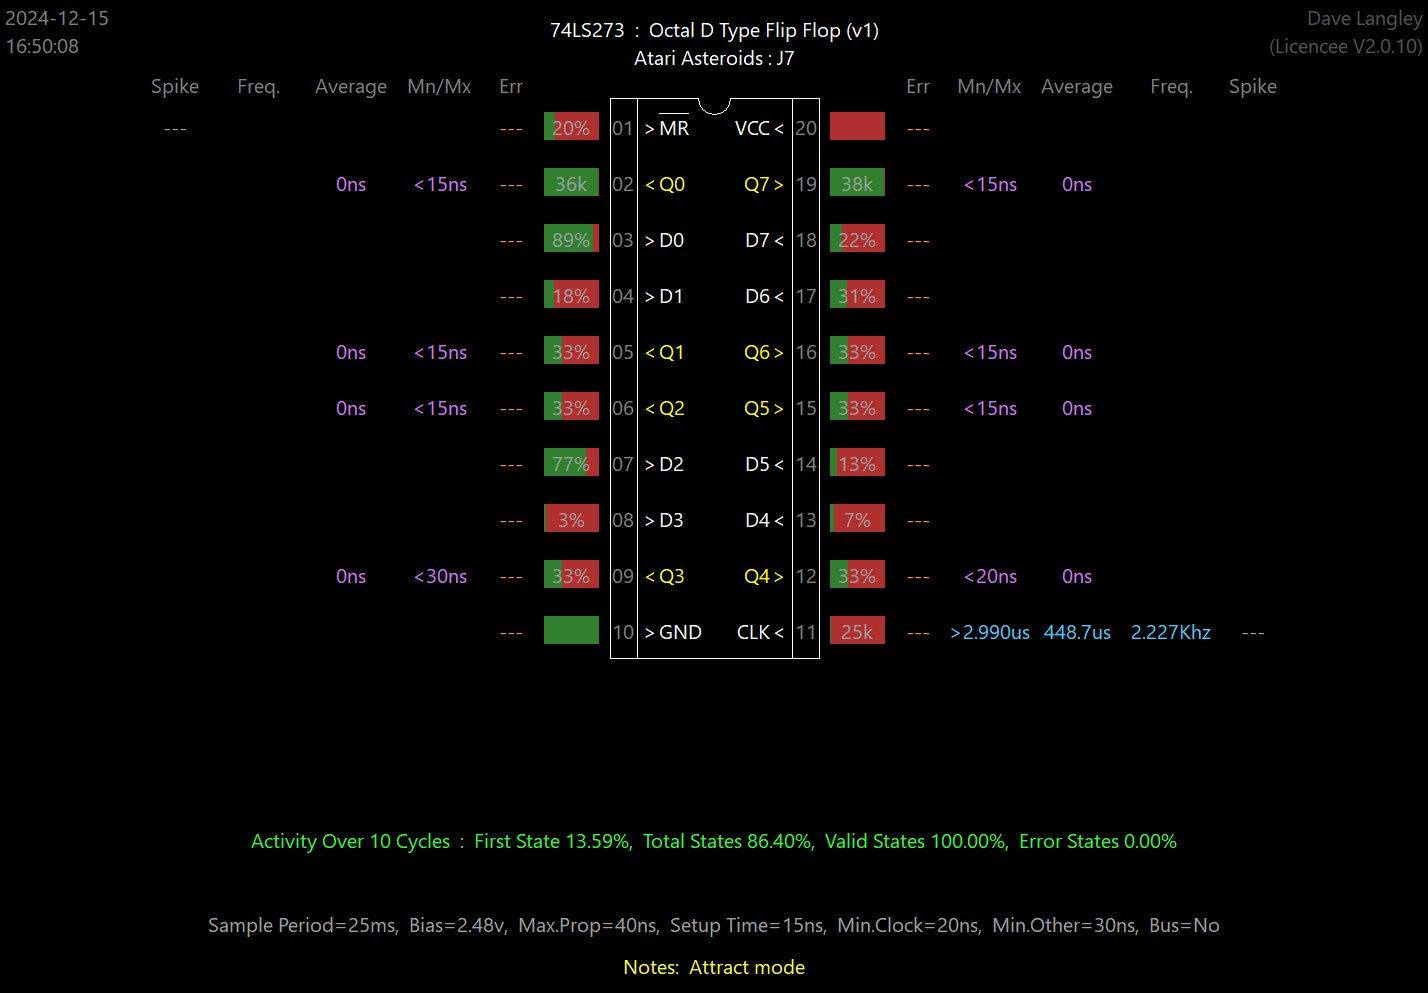 2024-12-15 74LS273 : Octal D Type Flip Flop (v1) Dave Langley
16:50:08 Atari Asteroids : J7 (Licencee V2.0.10)
Spike Freq. Average Mn/Mx Err Err Mn/Mx Average Freq. Spike
--- --- 20% 01 >MR VCC< 20 ---
0ns <15ns --- 36k 02 <Q0 Q7> 19 38k --- <15ns 0ns
--- 89% 03 >D0 D7< 18 22% ---
--- 18% 04 >D1 D6< 17 31% ---
0ns <15ns --- 33% 05 <Q1 Q6> 16 33% --- <15ns 0ns
0ns <15ns --- 33% 06 <Q2 Q5> 15 33% --- <15ns 0ns
--- 77% 07 >D2 D5< 14 13% ---
--- 3% 08 >D3 D4< 13 7% ---
0ns <30ns --- 33% 09 <Q3 Q4> 12 33% --- <20ns 0ns
--- 10 >GND CLK< 11 25k --- >2.990us 448.7us 2.227Khz ---
Activity Over 10 Cycles : First State 13.59%, Total States 86.40%, Valid States 100.00%, Error States 0.00%
Sample Period=25ms, Bias=2.48v, Max.Prop=40ns, Setup Time=15ns, Min.Clock=20ns, Min.Other=30ns, Bus=No
Notes: Attract mode